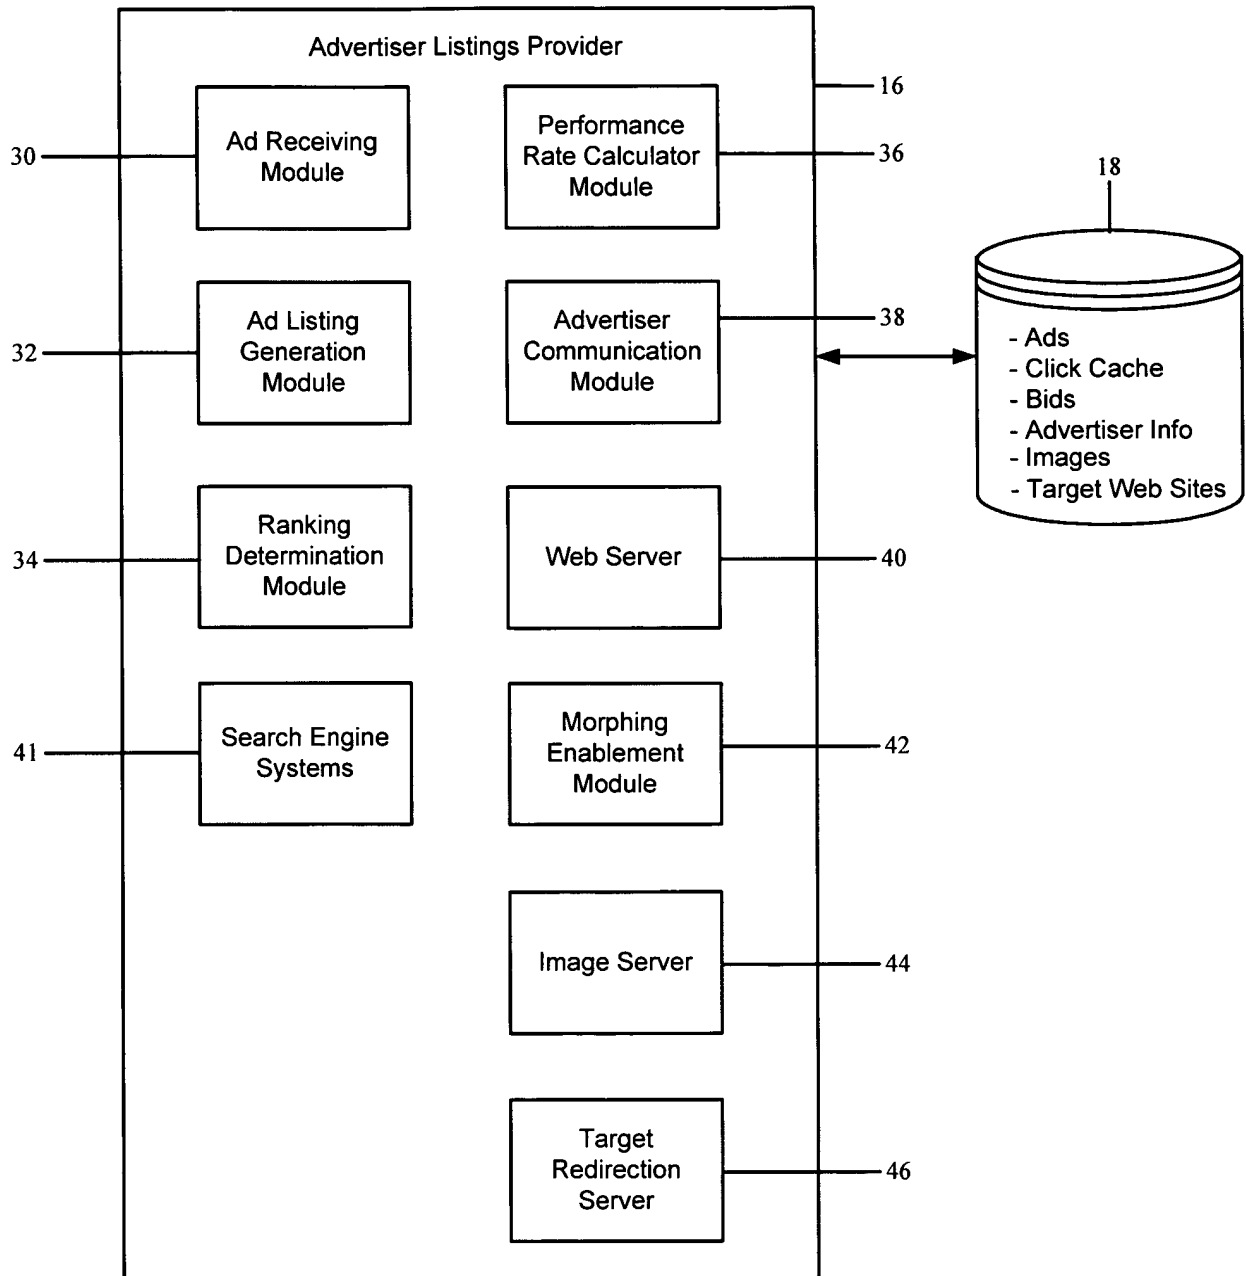 Advertiser Listings Provider
16
30
Ad Receiving
Module
Performance
Rate Calculator
Module
36
18
32
Ad Listing
Generation
Module
Advertiser
Communication
Module
38
- Ads
- Click Cache
- Bids
- Advertiser Info
- Images
- Target Web Sites
34
Ranking
Determination
Module
Web Server
40
41
Search Engine
Systems
Morphing
Enablement
Module
42
Image Server
44
Target
Redirection
Server
46